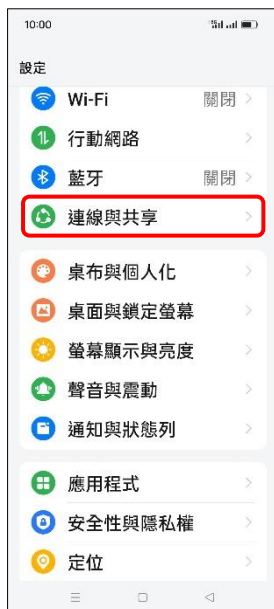 10:00
設定
Wi-Fi 關閉
行動網路
藍牙 關閉
連線與共享
桌布與個人化
桌面與鎖定螢幕
螢幕顯示與亮度
聲音與震動
通知與狀態列
應用程式
安全性與隱私權
定位